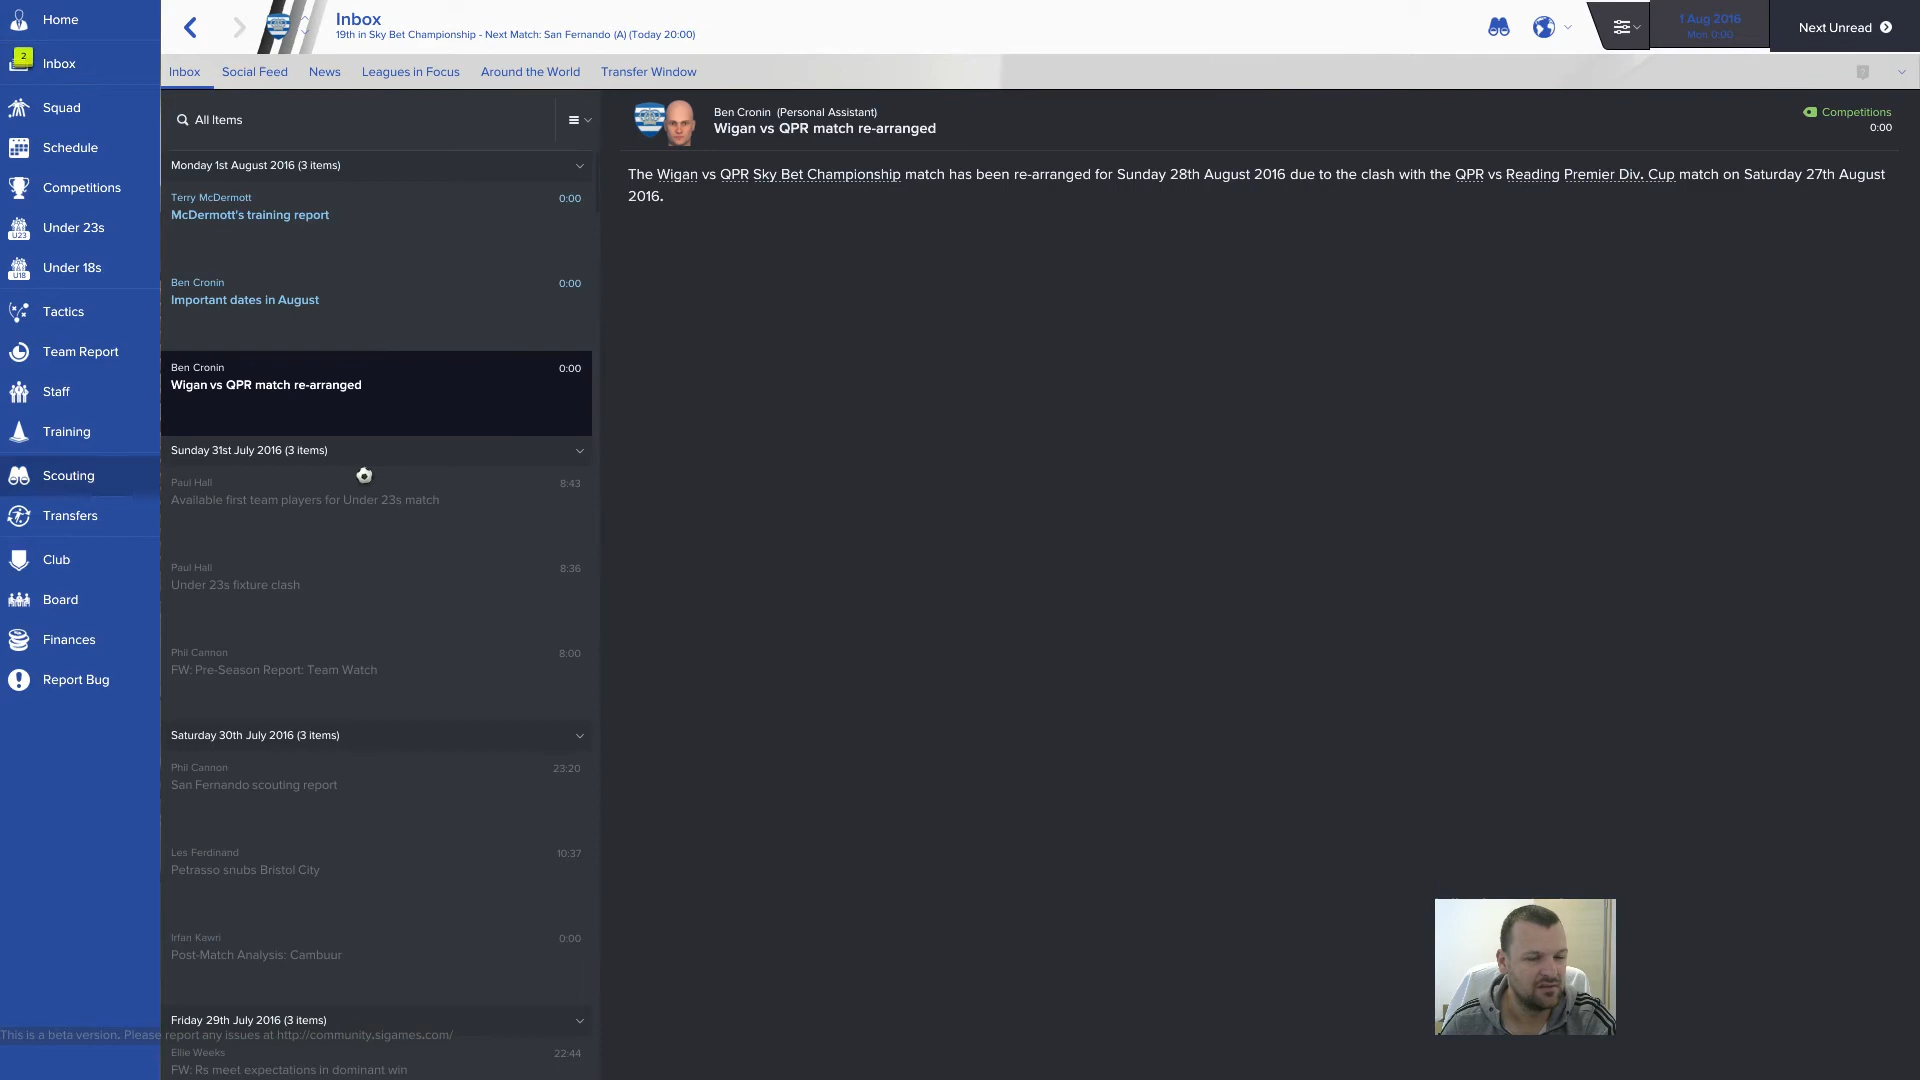 Home
2
Inbox
Squad
Schedule
Competitions
Under 23s
U23
Under 18s
U18
Tactics
Team Report
Staff
Training
Scouting
Transfers
Club
Board
Finances
Report Bug
Inbox
19th in Sky Bet Championship - Next Match: San Fernando (A) (Today 20:00)
1 Aug 2016
Mon 0:00
Next Unread
Inbox
Social Feed
News
Leagues in Focus
Around the World
Transfer Window
All Items
Monday 1st August 2016 (3 items)
Terry McDermott
0:00
McDermott's training report
Ben Cronin
0:00
Important dates in August
Ben Cronin
0:00
Wigan vs QPR match re-arranged
Sunday 31st July 2016 (3 items)
Paul Hall
8:43
Available first team players for Under 23s match
Paul Hall
8:36
Under 23s fixture clash
Phil Cannon
8:00
FW: Pre-Season Report: Team Watch
Saturday 30th July 2016 (3 items)
Phil Cannon
23:20
San Fernando scouting report
Les Ferdinand
10:37
Petrasso snubs Bristol City
Irfan Kawri
0:00
Post-Match Analysis: Cambuur
Friday 29th July 2016 (3 items)
This is a beta version. Please report any issues at http://community.sigames.com/
Ellie Weeks
22:44
FW: Rs meet expectations in dominant win
Ben Cronin (Personal Assistant)
Wigan vs QPR match re-arranged
Competitions
0:00
The Wigan vs QPR Sky Bet Championship match has been re-arranged for Sunday 28th August 2016 due to the clash with the QPR vs Reading Premier Div. Cup match on Saturday 27th August
2016.